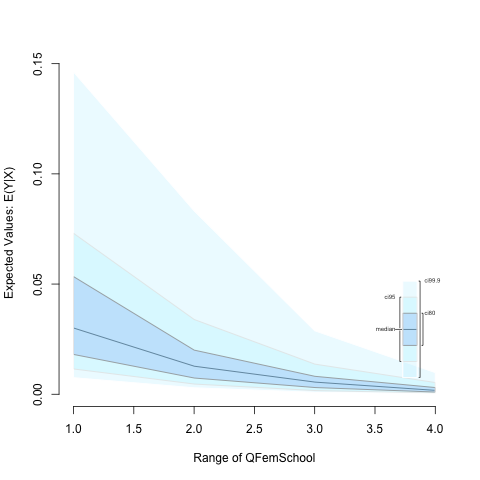 0.15
0.10
0.05
0.00
Expected Values: E(Y|X)
ci99.9
ci95
ci80
median
1.0 1.5 2.0 2.5 3.0 3.5 4.0
Range of QFemSchool